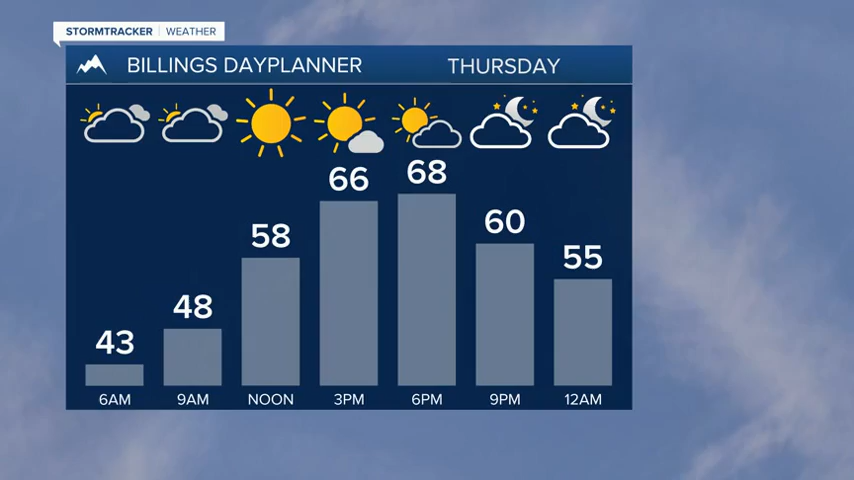 STORMTRACKER WEATHER
BILLINGS DAYPLANNER THURSDAY
43 48 58 66 68 60 55
6AM 9AM NOON 3PM 6PM 9PM 12AM